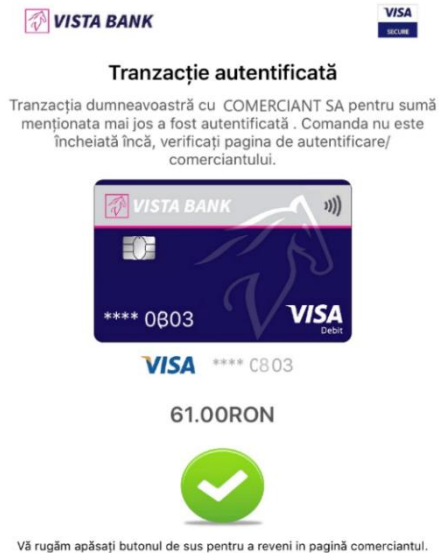 VISTA BANK
VISA
SECURE
Tranzacție autentificată
Tranzacția dumneavoastră cu COMERCIANT SA pentru sumă
menționata mai jos a fost autentificată . Comanda nu este
încheiată încă, verificați pagina de autentificare/
comerciantului.
VISTA BANK
**** 0803
VISA
Debit
VISA **** C803
61.00RON
Vă rugăm apăsați butonul de sus pentru a reveni in pagină comerciantul.